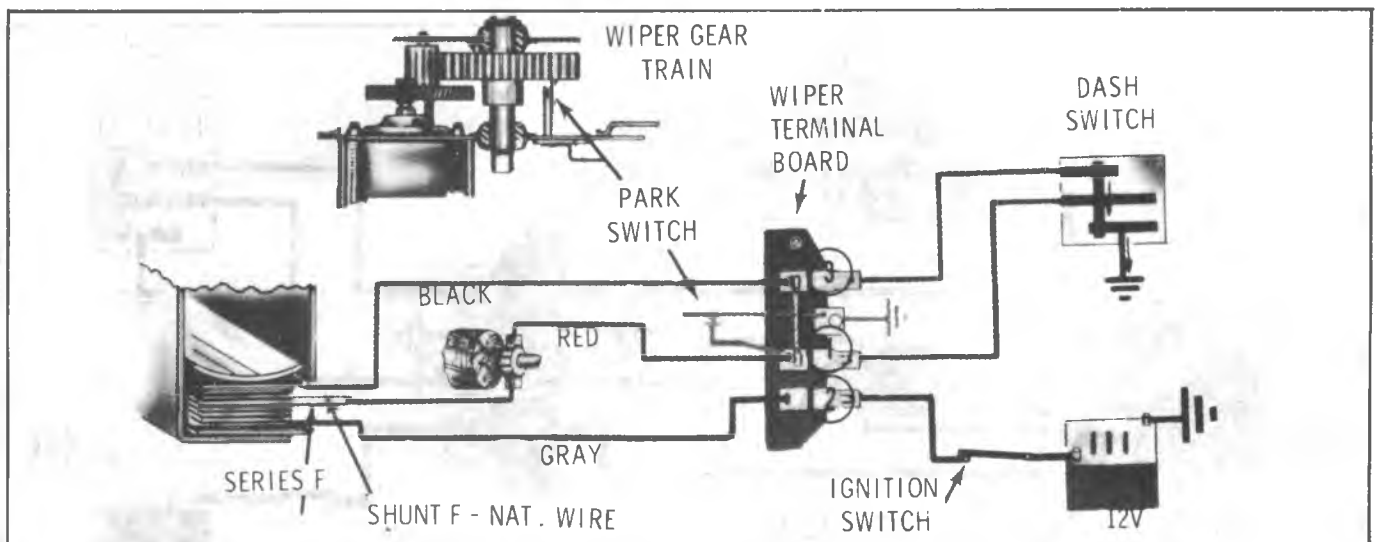 WIPER GEAR
TRAIN
WIPER
TERMINAL
BOARD
DASH
SWITCH
PARK
SWITCH
BLACK
RED
GRAY
SERIES F
SHUNT F - NAT. WIRE
IGNITION
SWITCH
12V
3
1
2